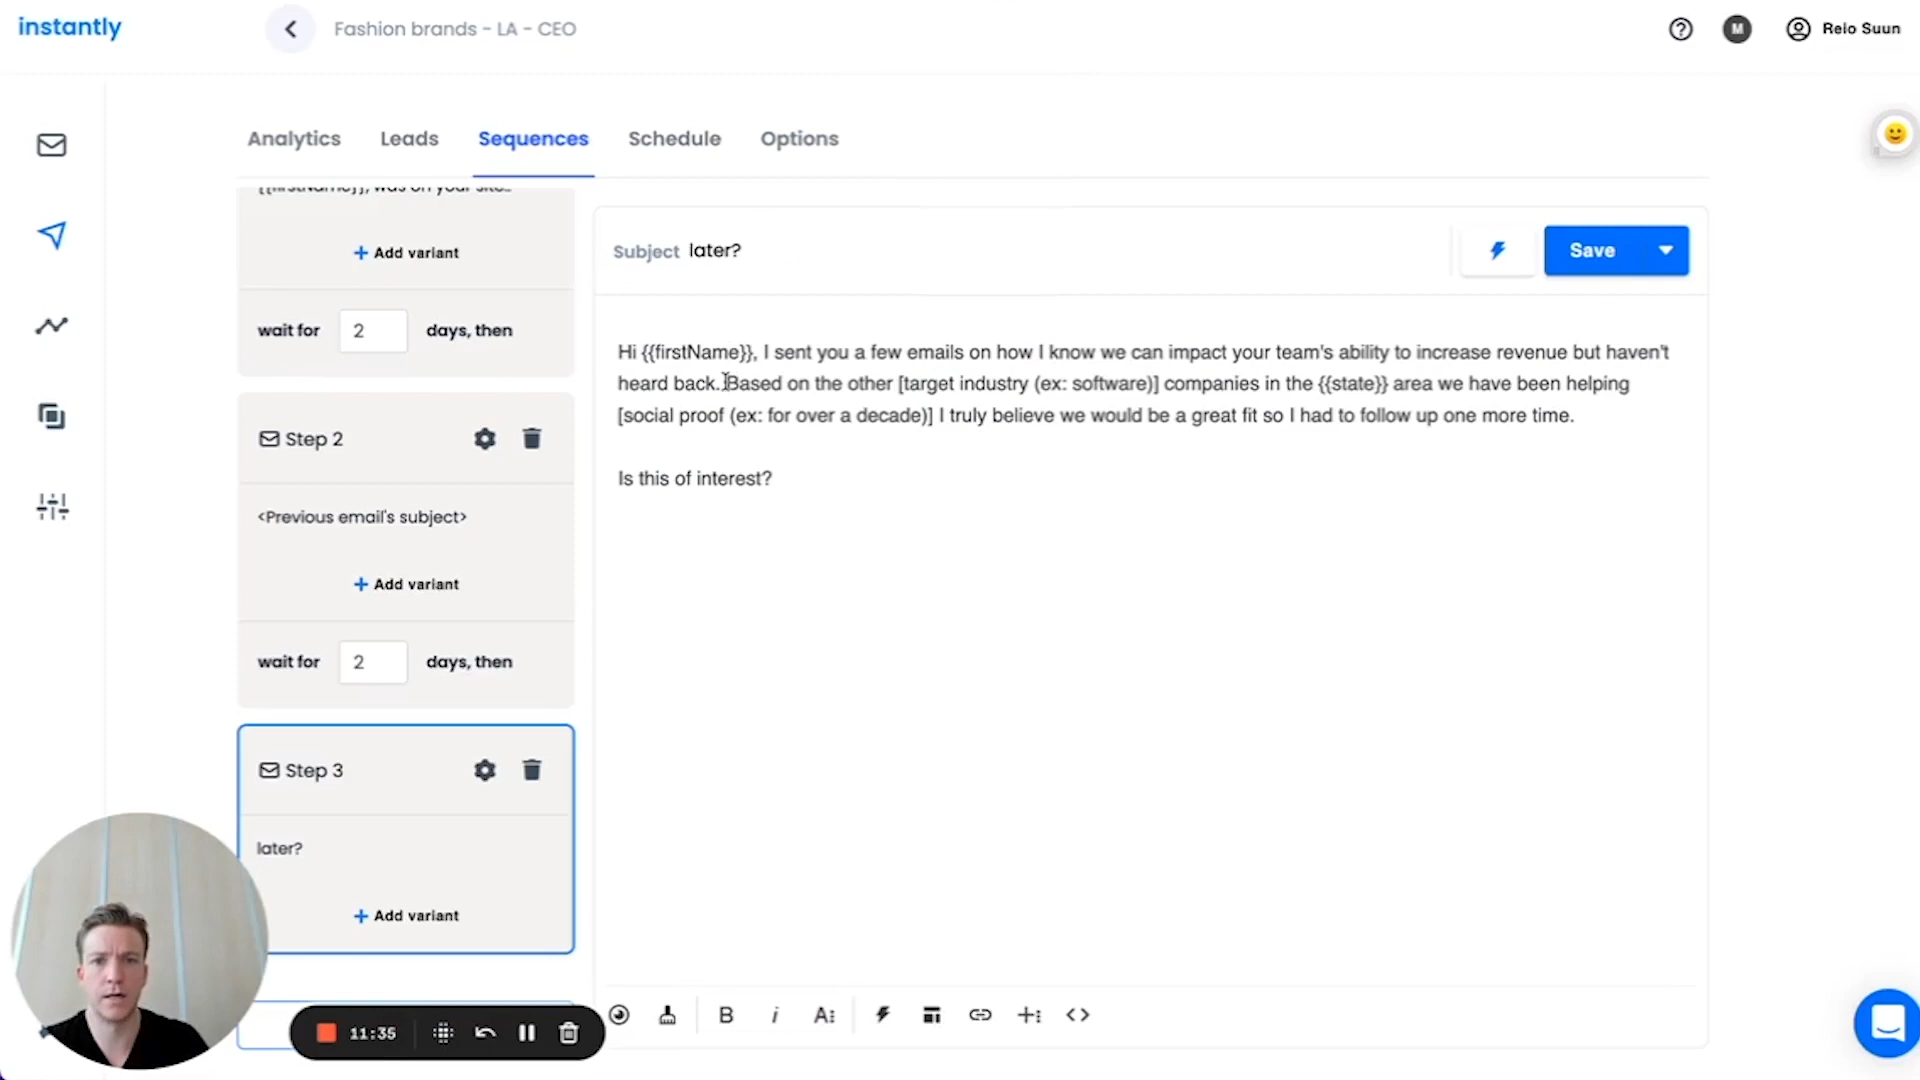 instantly
Fashion brands - LA - CEO
M
Reio Suun
Analytics
Leads
Sequences
Schedule
Options
{{firstName}}, was on your site..
+ Add variant
wait for 2 days, then
Step 2
<Previous email's subject>
+ Add variant
wait for 2 days, then
Step 3
later?
+ Add variant
Subject later?
Save
Hi {{firstName}}, I sent you a few emails on how I know we can impact your team's ability to increase revenue but haven't
heard back. Based on the other [target industry (ex: software)] companies in the {{state}} area we have been helping
[social proof (ex: for over a decade)] I truly believe we would be a great fit so I had to follow up one more time.
Is this of interest?
11:35
B i A